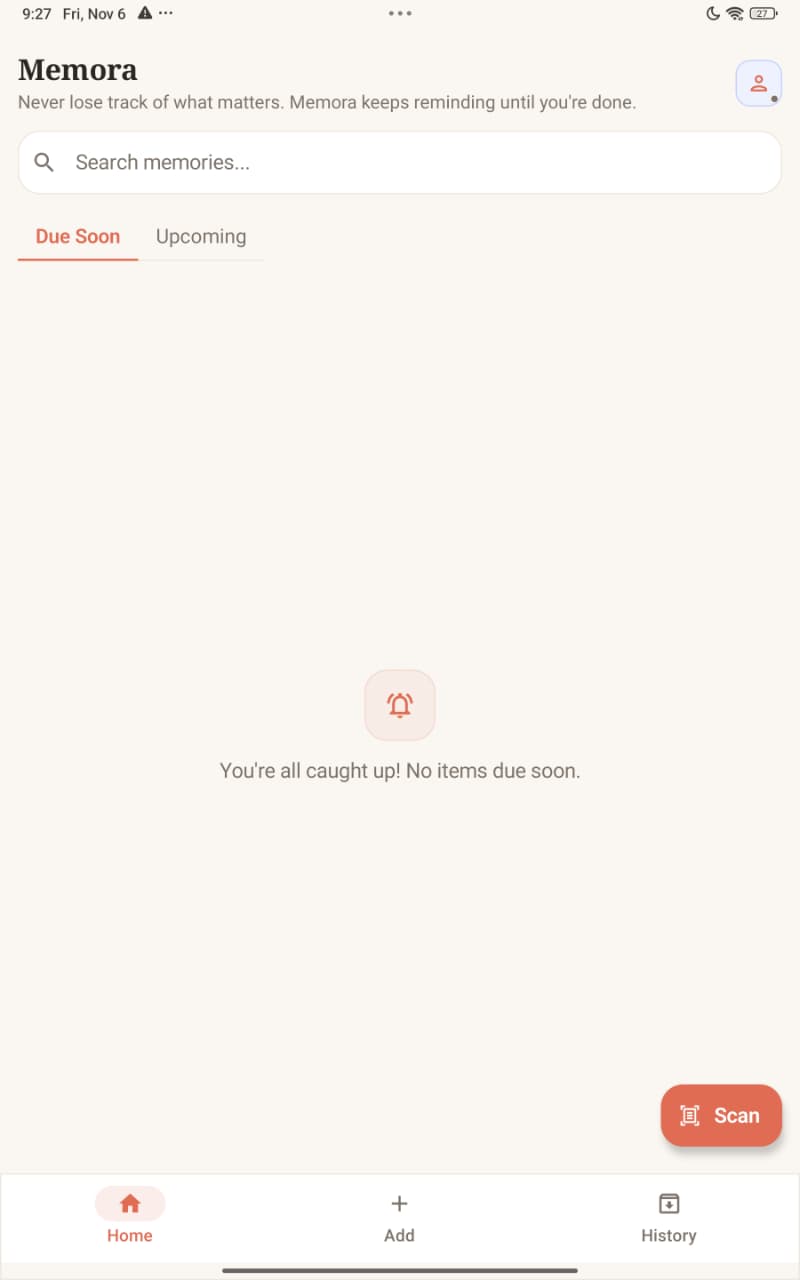 9:27 Fri, Nov 6 ...
27
Memora
Never lose track of what matters. Memora keeps reminding until you're done.
Search memories...
Due Soon Upcoming
You're all caught up! No items due soon.
Scan
Home Add History